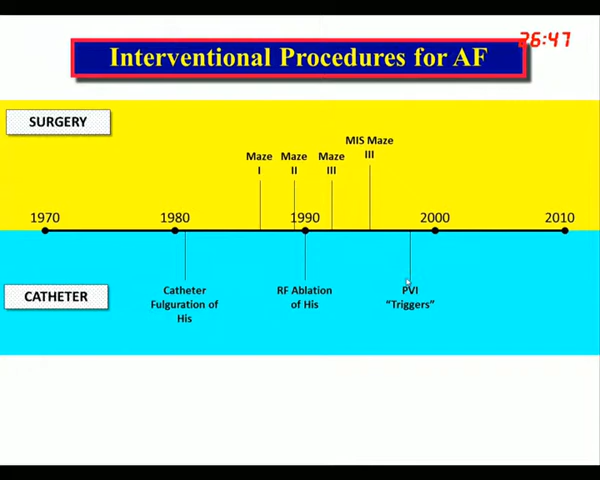 26:47
Interventional Procedures for AF
SURGERY
MIS Maze
III
Maze
I
Maze
II
Maze
III
1970
1980
1990
2000
2010
CATHETER
Catheter
Fulguration of
His
RF Ablation
of His
PVI
“Triggers”